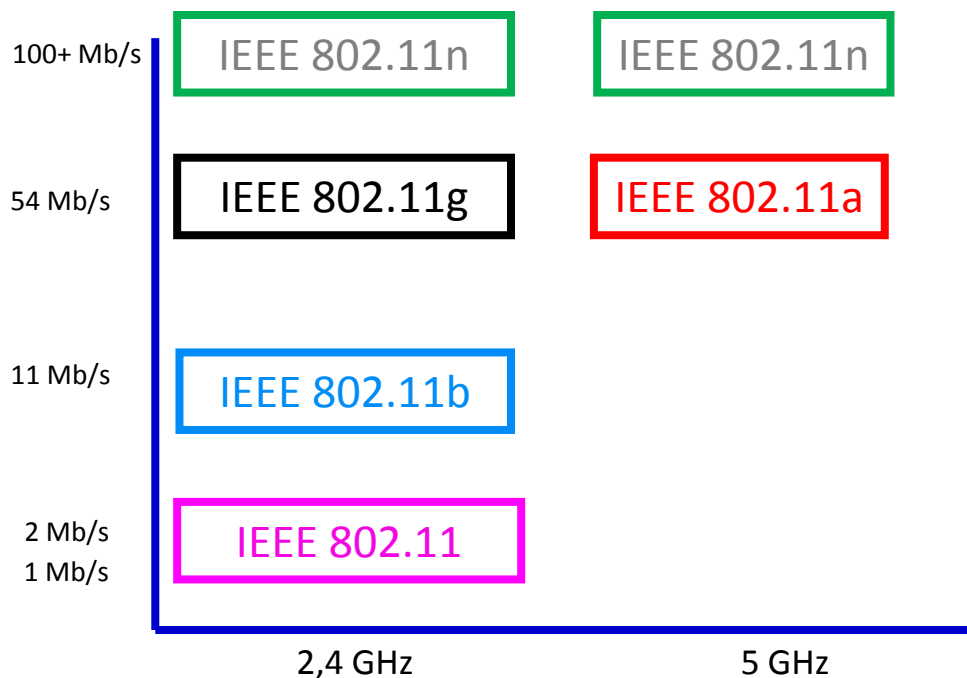 100+ Mb/s
IEEE 802.11n
IEEE 802.11n
54 Mb/s
IEEE 802.11g
IEEE 802.11a
11 Mb/s
IEEE 802.11b
2 Mb/s
IEEE 802.11
1 Mb/s
2,4 GHz
5 GHz